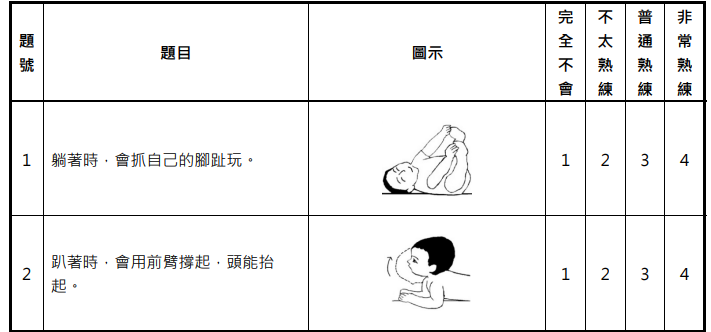 題號 題目 圖示 完全不會 不太熟練 普通熟練 非常熟練
1 躺著時，會抓自己的腳趾玩。 1 2 3 4
2 趴著時，會用前臂撐起，頭能抬 1 2 3 4
起。